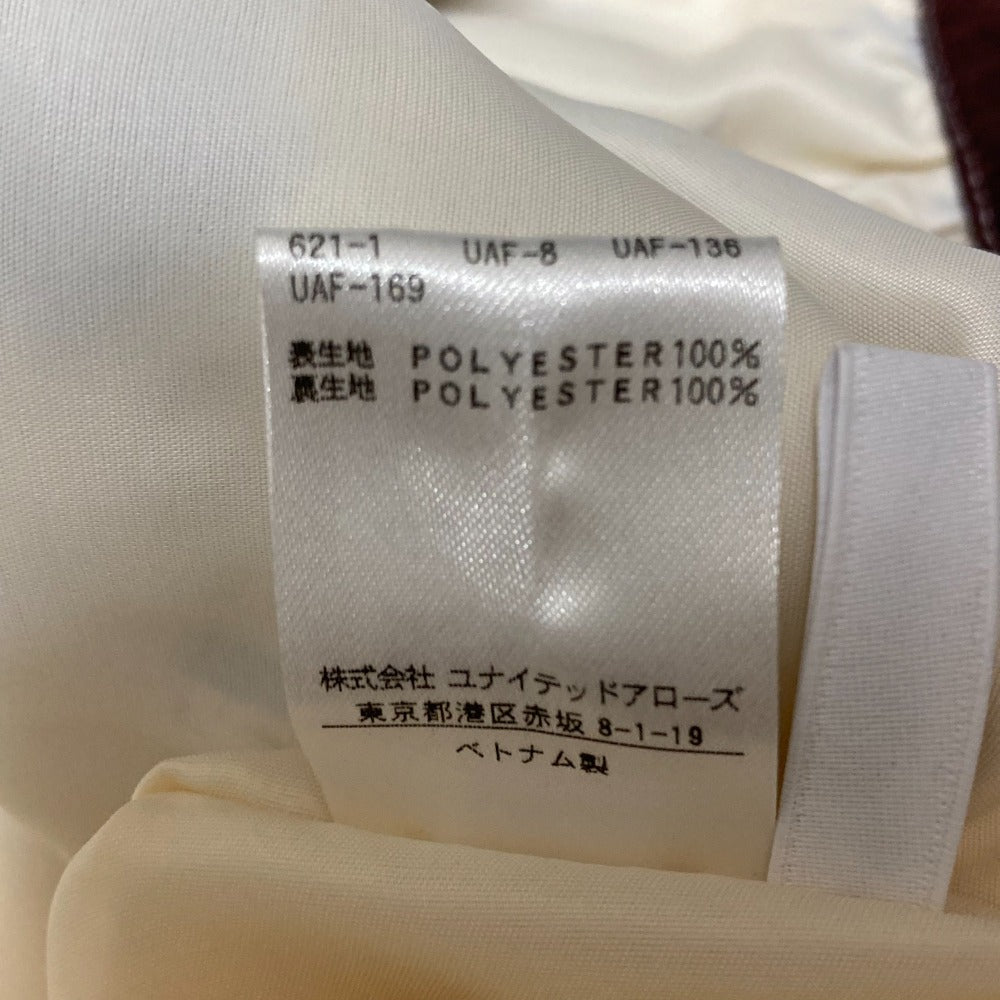 621-1 UAF-8 UAF-136
UAF-169
表生地 POLYESTER100%
裏生地 POLYESTER100%
株式会社 ユナイテッドアローズ
東京都港区赤坂 8-1-19
ベトナム製